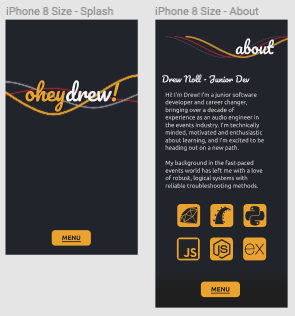 iPhone 8 Size - Splash
iPhone 8 Size - About
oheydrew!
MENU
about
Drew Noll - Junior Dev
Hi! I'm Drew! I'm a junior software
developer and career changer,
bringing over a decade of
experience as an audio engineer in
the events industry. I'm technically
minded, motivated and enthusiastic
about learning, and I'm excited to be
heading out on a new path.
My background in the fast-paced
events world has left me with a love
of robust, logical systems with
reliable troubleshooting methods.
JS
JS
ex
MENU